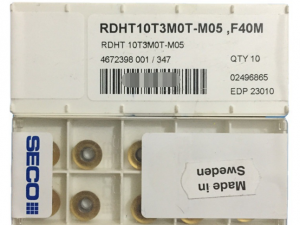 RDHT10T3M0T-M05 ,F40M
RDHT 10T3M0T-M05
4672398 001 / 347
QTY 10
02496865
EDP 23010
SECO
Made in
Sweden